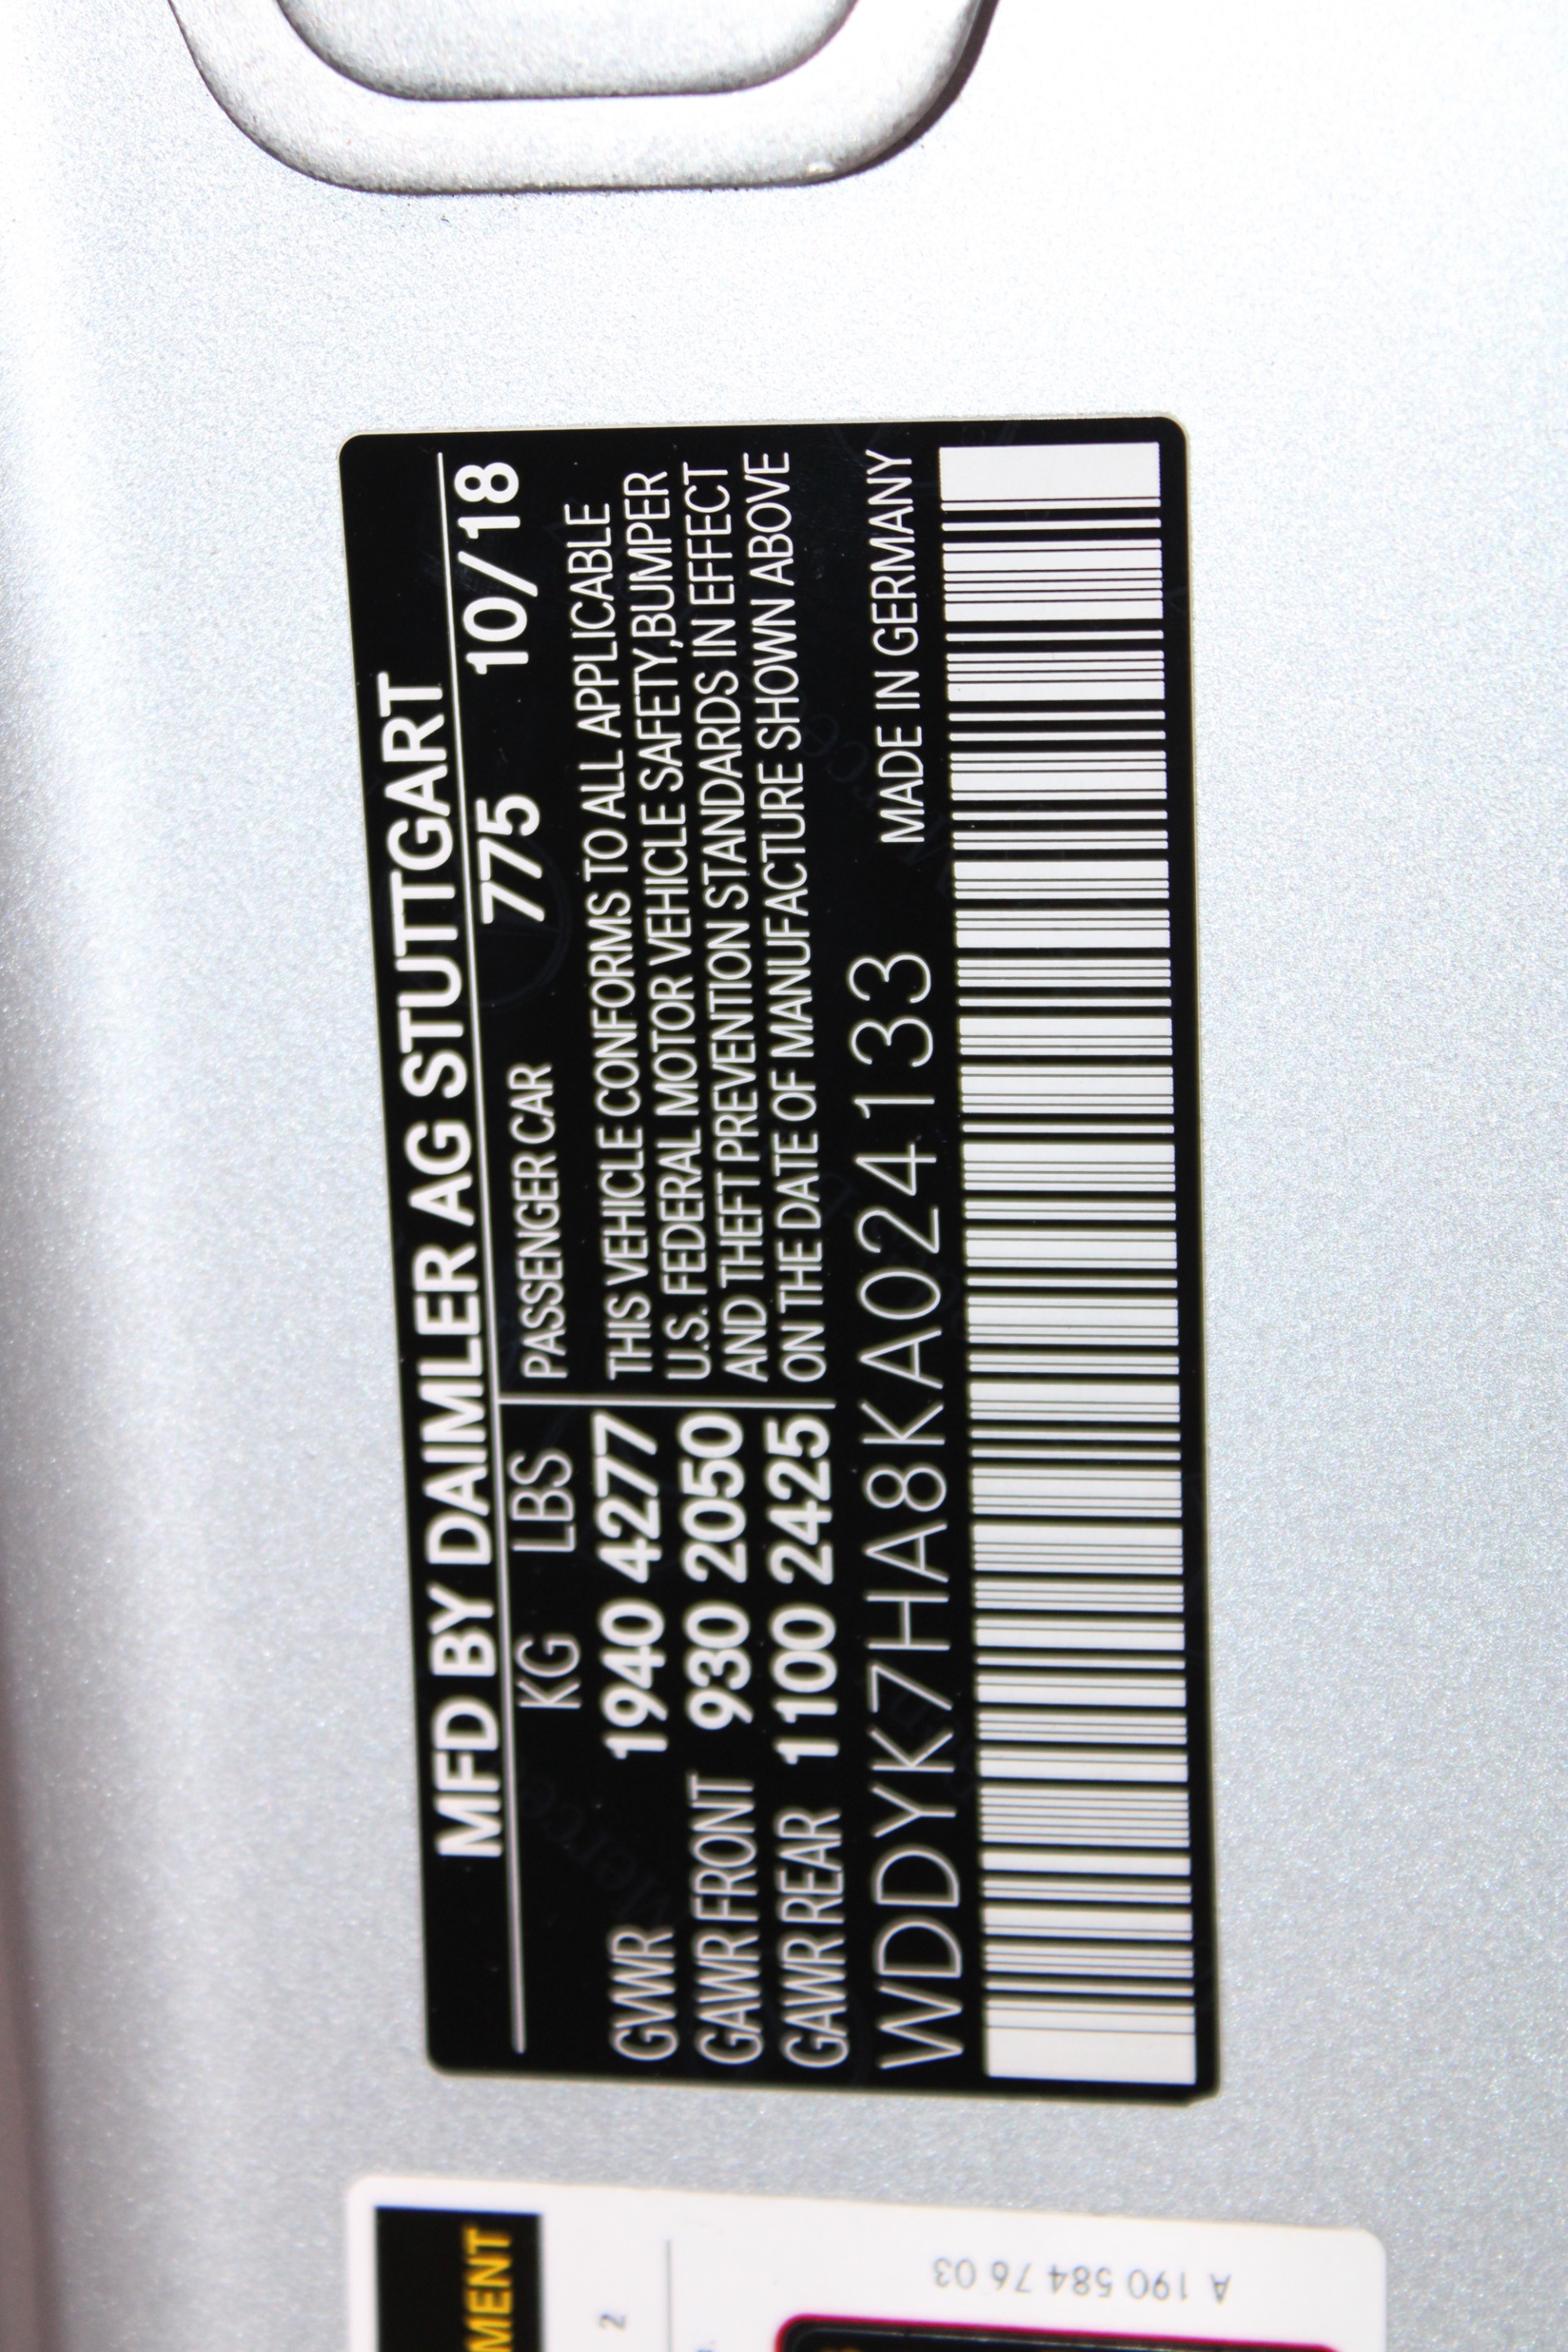 MFD BY DAIMLER AG STUTTGART
KG LBS PASSENGER CAR 775 10/18
GVWR 1940 4277 THIS VEHICLE CONFORMS TO ALL APPLICABLE
GAWR FRONT 930 2050 U.S. FEDERAL MOTOR VEHICLE SAFETY,BUMPER
GAWR REAR 1100 2425 AND THEFT PREVENTION STANDARDS IN EFFECT
ON THE DATE OF MANUFACTURE SHOWN ABOVE
WDDYK7HA8KA024133 MADE IN GERMANY
MENT
2
A 190 584 76 03